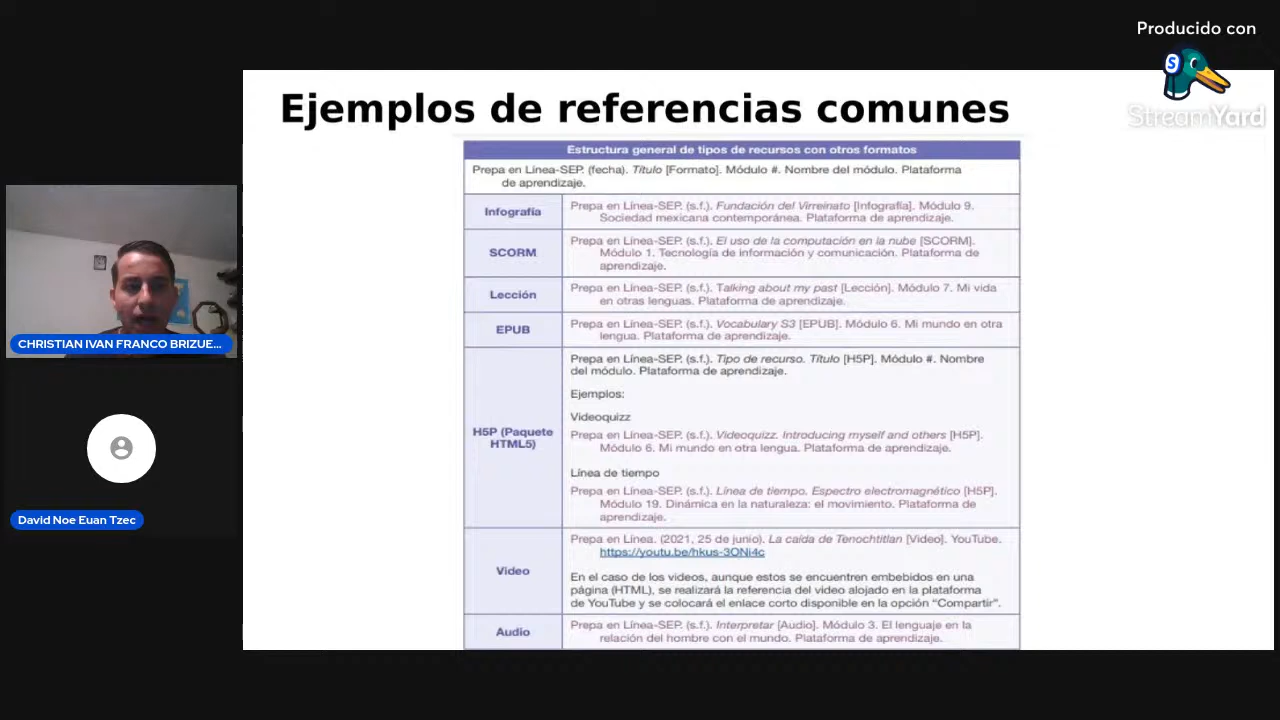 Producido con
StreamYard
Ejemplos de referencias comunes
Estructura general de tipos de recursos con otros formatos
Prepa en Línea-SEP. (fecha). Título [Formato]. Módulo #. Nombre del módulo. Plataforma
de aprendizaje.
Infografía
Prepa en Línea-SEP. (s.f.). Fundación del Virreinato [Infografía]. Módulo 9.
Sociedad mexicana contemporánea. Plataforma de aprendizaje.
SCORM
Prepa en Línea-SEP. (s.f.). El uso de la computación en la nube [SCORM].
Módulo 1. Tecnología de información y comunicación. Plataforma de
aprendizaje.
Lección
Prepa en Línea-SEP. (s.f.). Talking about my past [Lección]. Módulo 7. Mi vida
en otras lenguas. Plataforma de aprendizaje.
EPUB
Prepa en Línea-SEP. (s.f.). Vocabulary S3 [EPUB]. Módulo 6. Mi mundo en otra
lengua. Plataforma de aprendizaje.
H5P (Paquete
HTML5)
Prepa en Línea-SEP. (s.f.). Tipo de recurso. Título [H5P]. Módulo #. Nombre
del módulo. Plataforma de aprendizaje.
Ejemplos:
Videoquizz
Prepa en Línea-SEP. (s.f.). Videoquizz. Introducing myself and others [H5P].
Módulo 6. Mi mundo en otra lengua. Plataforma de aprendizaje.
Línea de tiempo
Prepa en Línea-SEP. (s.f.). Línea de tiempo. Espectro electromagnético [H5P].
Módulo 19. Dinámica en la naturaleza: el movimiento. Plataforma de
aprendizaje.
Video
Prepa en Línea. (2021, 25 de junio). La caída de Tenochtitlan [Video]. YouTube.
https://youtu.be/hkus-3ONi4c
En el caso de los videos, aunque estos se encuentren embebidos en una
página (HTML), se realizará la referencia del video alojado en la plataforma
de YouTube y se colocará el enlace corto disponible en la opción “Compartir”.
Audio
Prepa en Línea-SEP. (s.f.). Interpretar [Audio]. Módulo 3. El lenguaje en la
relación del hombre con el mundo. Plataforma de aprendizaje.
CHRISTIAN IVAN FRANCO BRIZUE...
David Noe Euan Tzec